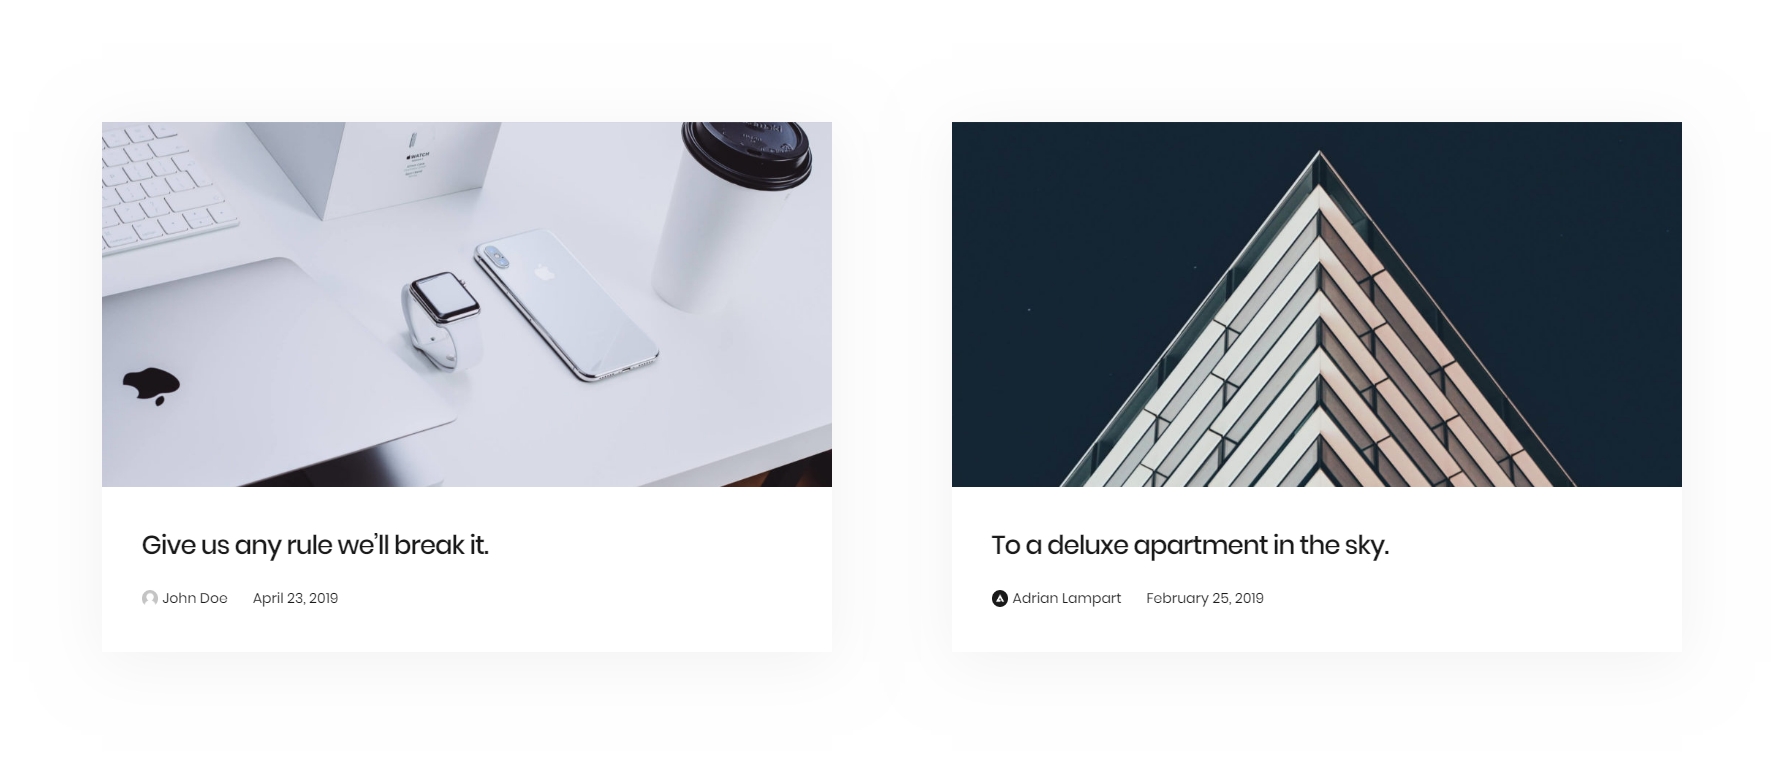 WATCH
Give us any rule we’ll break it.
John Doe April 23, 2019
To a deluxe apartment in the sky.
Adrian Lampart February 25, 2019